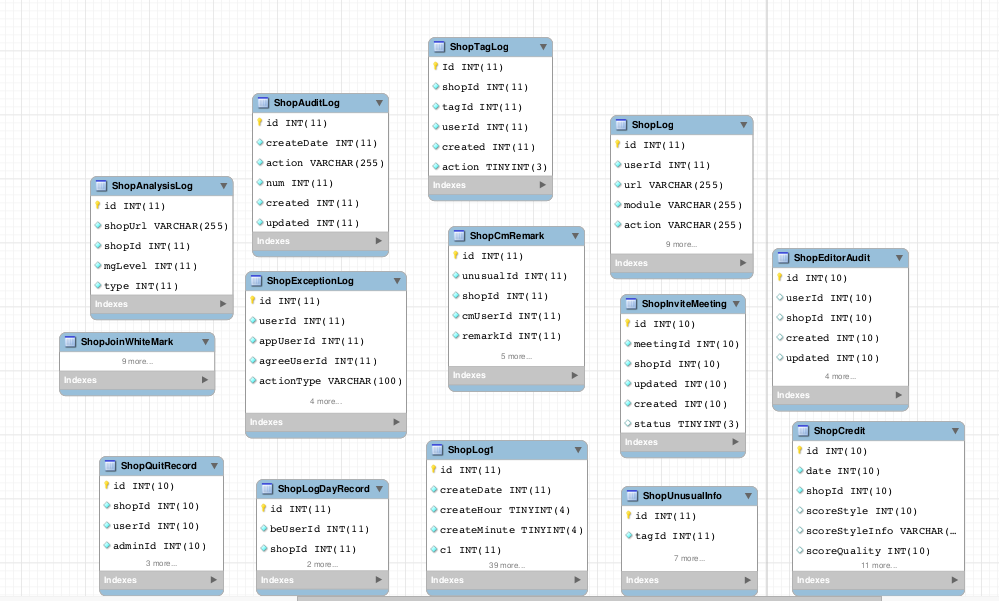 ShopTagLog
Id INT(11)
shopId INT(11)
tagId INT(11)
userId INT(11)
created INT(11)
action TINYINT(3)
Indexes
ShopAuditLog
id INT(11)
createDate INT(11)
action VARCHAR(255)
num INT(11)
created INT(11)
updated INT(11)
Indexes
ShopLog
id INT(11)
userId INT(11)
url VARCHAR(255)
module VARCHAR(255)
action VARCHAR(255)
9 more...
Indexes
ShopAnalysisLog
id INT(11)
shopUrl VARCHAR(255)
shopId INT(11)
mgLevel INT(11)
type INT(11)
Indexes
ShopCmRemark
id INT(11)
unusualId INT(11)
shopId INT(11)
cmUserId INT(11)
remarkId INT(11)
5 more...
Indexes
ShopEditorAudit
id INT(10)
userId INT(10)
shopId INT(10)
created INT(10)
updated INT(10)
4 more...
Indexes
ShopExceptionLog
id INT(11)
userId INT(11)
appUserId INT(11)
agreeUserId INT(11)
actionType VARCHAR(100)
4 more...
Indexes
ShopInviteMeeting
id INT(10)
meetingId INT(10)
shopId INT(10)
updated INT(10)
created INT(10)
status TINYINT(3)
Indexes
ShopJoinWhiteMark
9 more...
Indexes
ShopCredit
id INT(10)
date INT(10)
shopId INT(10)
scoreStyle INT(10)
scoreStyleInfo VARCHAR(...
scoreQuality INT(10)
11 more...
Indexes
ShopQuitRecord
id INT(10)
shopId INT(10)
userId INT(10)
adminId INT(10)
3 more...
Indexes
ShopLogDayRecord
id INT(11)
beUserId INT(11)
shopId INT(11)
2 more...
Indexes
ShopLog1
id INT(11)
createDate INT(11)
createHour TINYINT(4)
createMinute TINYINT(4)
c1 INT(11)
39 more...
Indexes
ShopUnusualInfo
id INT(11)
tagId INT(11)
7 more...
Indexes